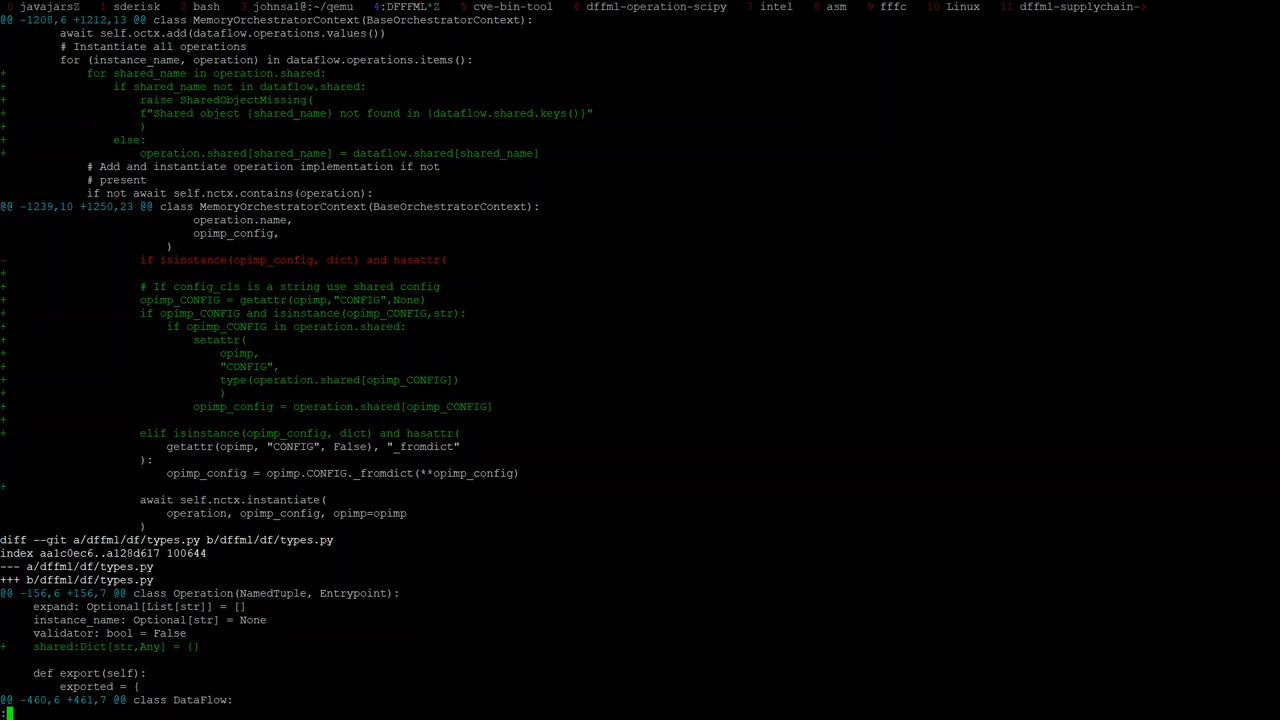 0 javajarsZ  1 sderisk  2 bash  3 johnsal@:~/qemu  4:DFFFML*Z  5 cve-bin-tool  6 dffml-operation-scipy  7 intel  8 asm  9 fffc  10 Linux  11 dffml-supplychain->
@@ -1208,6 +1212,13 @@ class MemoryOrchestratorContext(BaseOrchestratorContext):
         await self.octx.add(dataflow.operations.values())
         # Instantiate all operations
         for (instance_name, operation) in dataflow.operations.items():
+            for shared_name in operation.shared:
+                if shared_name not in dataflow.shared:
+                    raise SharedObjectMissing(
+                    f"Shared object {shared_name} not found in {dataflow.shared.keys()}"
+                    )
+                else:
+                    operation.shared[shared_name] = dataflow.shared[shared_name]
             # Add and instantiate operation implementation if not
             # present
             if not await self.nctx.contains(operation):
@@ -1239,10 +1250,23 @@ class MemoryOrchestratorContext(BaseOrchestratorContext):
                             operation.name,
                             opimp_config,
                         )
-                    if isinstance(opimp_config, dict) and hasattr(
+
+                    # If config_cls is a string use shared config
+                    opimp_CONFIG = getattr(opimp,"CONFIG",None)
+                    if opimp_CONFIG and isinstance(opimp_CONFIG,str):
+                        if opimp_CONFIG in operation.shared:
+                            setattr(
+                                opimp,
+                                "CONFIG",
+                                type(operation.shared[opimp_CONFIG])
+                                )
+                            opimp_config = operation.shared[opimp_CONFIG]
+
+                    elif isinstance(opimp_config, dict) and hasattr(
                         getattr(opimp, "CONFIG", False), "_fromdict"
                     ):
                         opimp_config = opimp.CONFIG._fromdict(**opimp_config)
+
                     await self.nctx.instantiate(
                         operation, opimp_config, opimp=opimp
                     )
diff --git a/dffml/df/types.py b/dffml/df/types.py
index aa1c0ec6..a128d617 100644
--- a/dffml/df/types.py
+++ b/dffml/df/types.py
@@ -156,6 +156,7 @@ class Operation(NamedTuple, Entrypoint):
     expand: Optional[List[str]] = []
     instance_name: Optional[str] = None
     validator: bool = False
+    shared:Dict[str,Any] = {}
     def export(self):
         exported = {
@@ -460,6 +461,7 @@ class DataFlow:
: